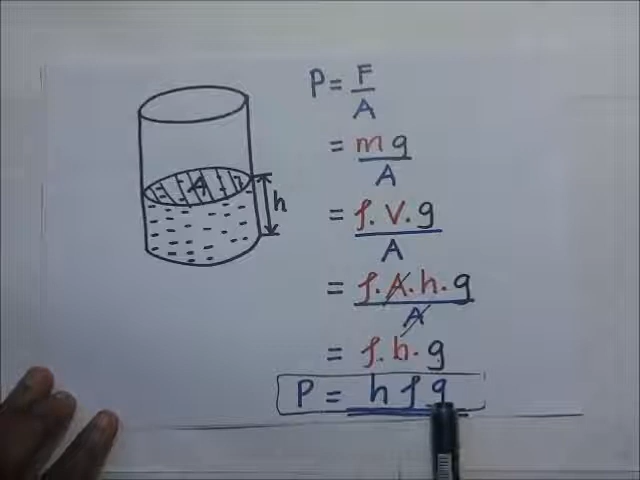 P = F/A
= mg/A
= ρ.V.g/A
= ρ.A.h.g/A
= ρ.h.g
P = hρg
A
h